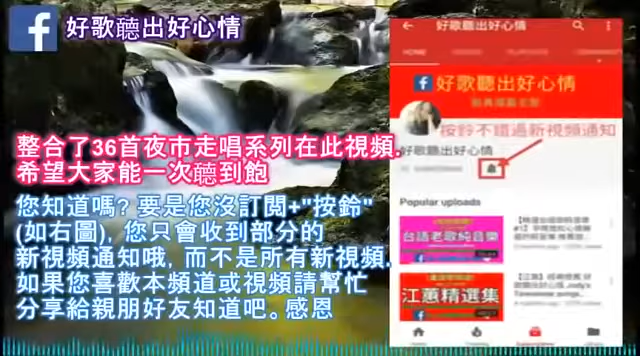 好歌聽出好心情
整合了36首夜市走唱系列在此視頻.
希望大家能一次聽到飽
您知道嗎? 要是您沒訂閱+"按鈴"
(如右圖), 您只會收到部分的
新視頻通知哦, 而不是所有新視頻.
如果您喜歡本頻道或視頻請幫忙
分享給親朋好友知道吧。感恩
好歌聽出好心情
HOME
好歌聽出好心情
按鈴不錯過新視頻通知
好歌聽出好心情
Popular uploads
台語老歌純音樂
江蕙精選集